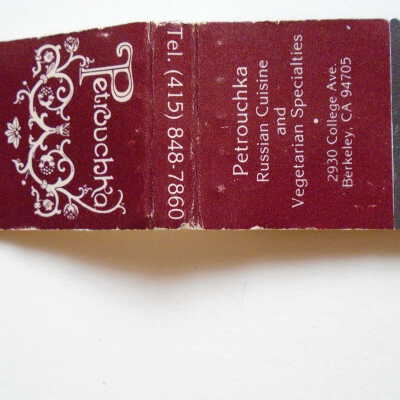 Petrouchka
Tel. (415) 848-7860
Petrouchka
Russian Cuisine
and
Vegetarian Specialties
•
2930 College Ave.
Berkeley, CA 94705